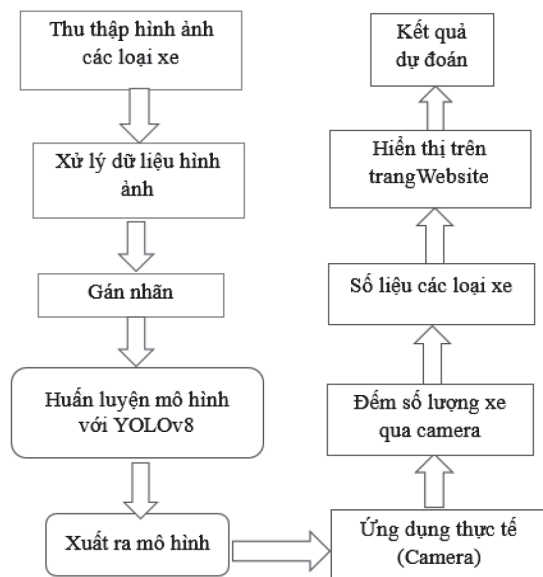 Thu thập hình ảnh
các loại xe
Xử lý dữ liệu hình
ảnh
Gán nhãn
Huấn luyện mô hình
với YOLOv8
Xuất ra mô hình
Ứng dụng thực tế
(Camera)
Đếm số lượng xe
qua camera
Số liệu các loại xe
Hiển thị trên
trangWebsite
Kết quả
dự đoán